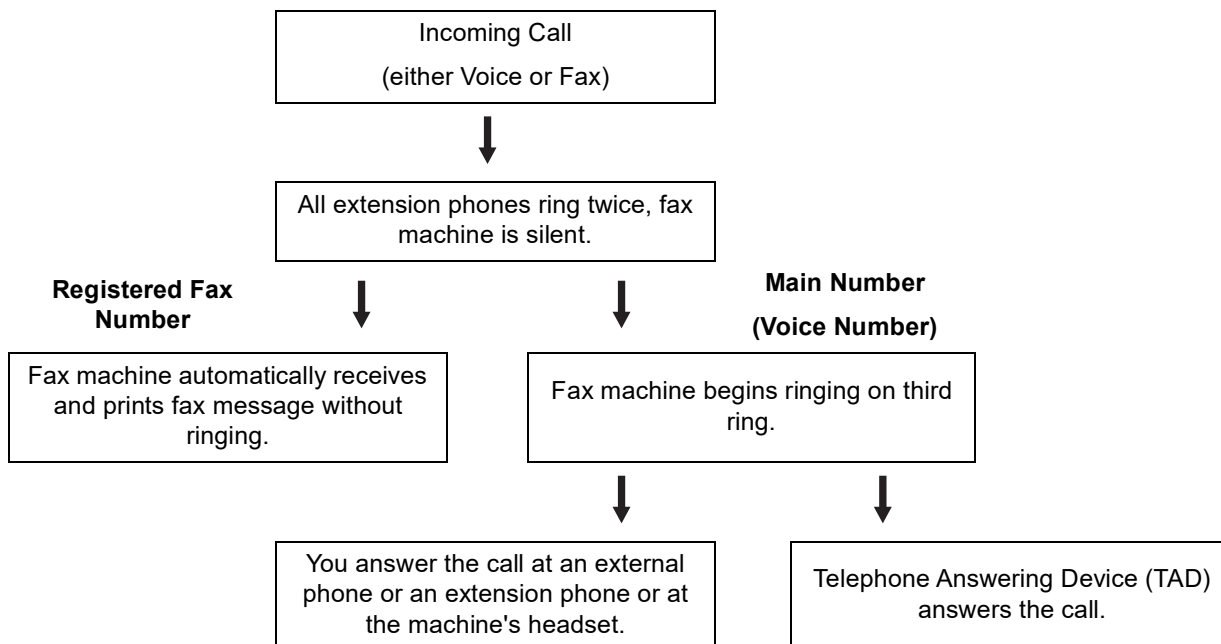 Incoming Call
(either Voice or Fax)
All extension phones ring twice, fax
machine is silent.
Registered Fax
Number
Main Number
(Voice Number)
Fax machine automatically receives
and prints fax message without
ringing.
Fax machine begins ringing on third
ring.
You answer the call at an external
phone or an extension phone or at
the machine's headset.
Telephone Answering Device (TAD)
answers the call.